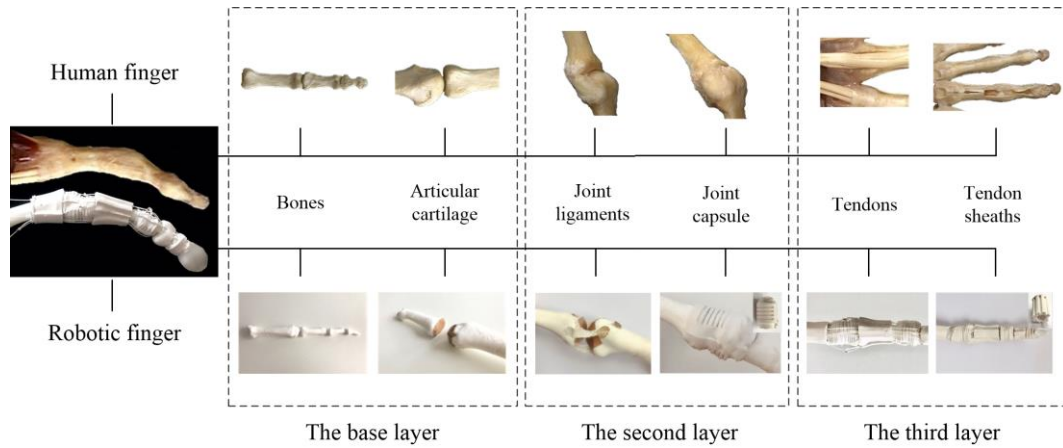 Human finger
Robotic finger
Bones
Articular
cartilage
Joint
ligaments
Joint
capsule
Tendons
Tendon
sheaths
The base layer
The second layer
The third layer